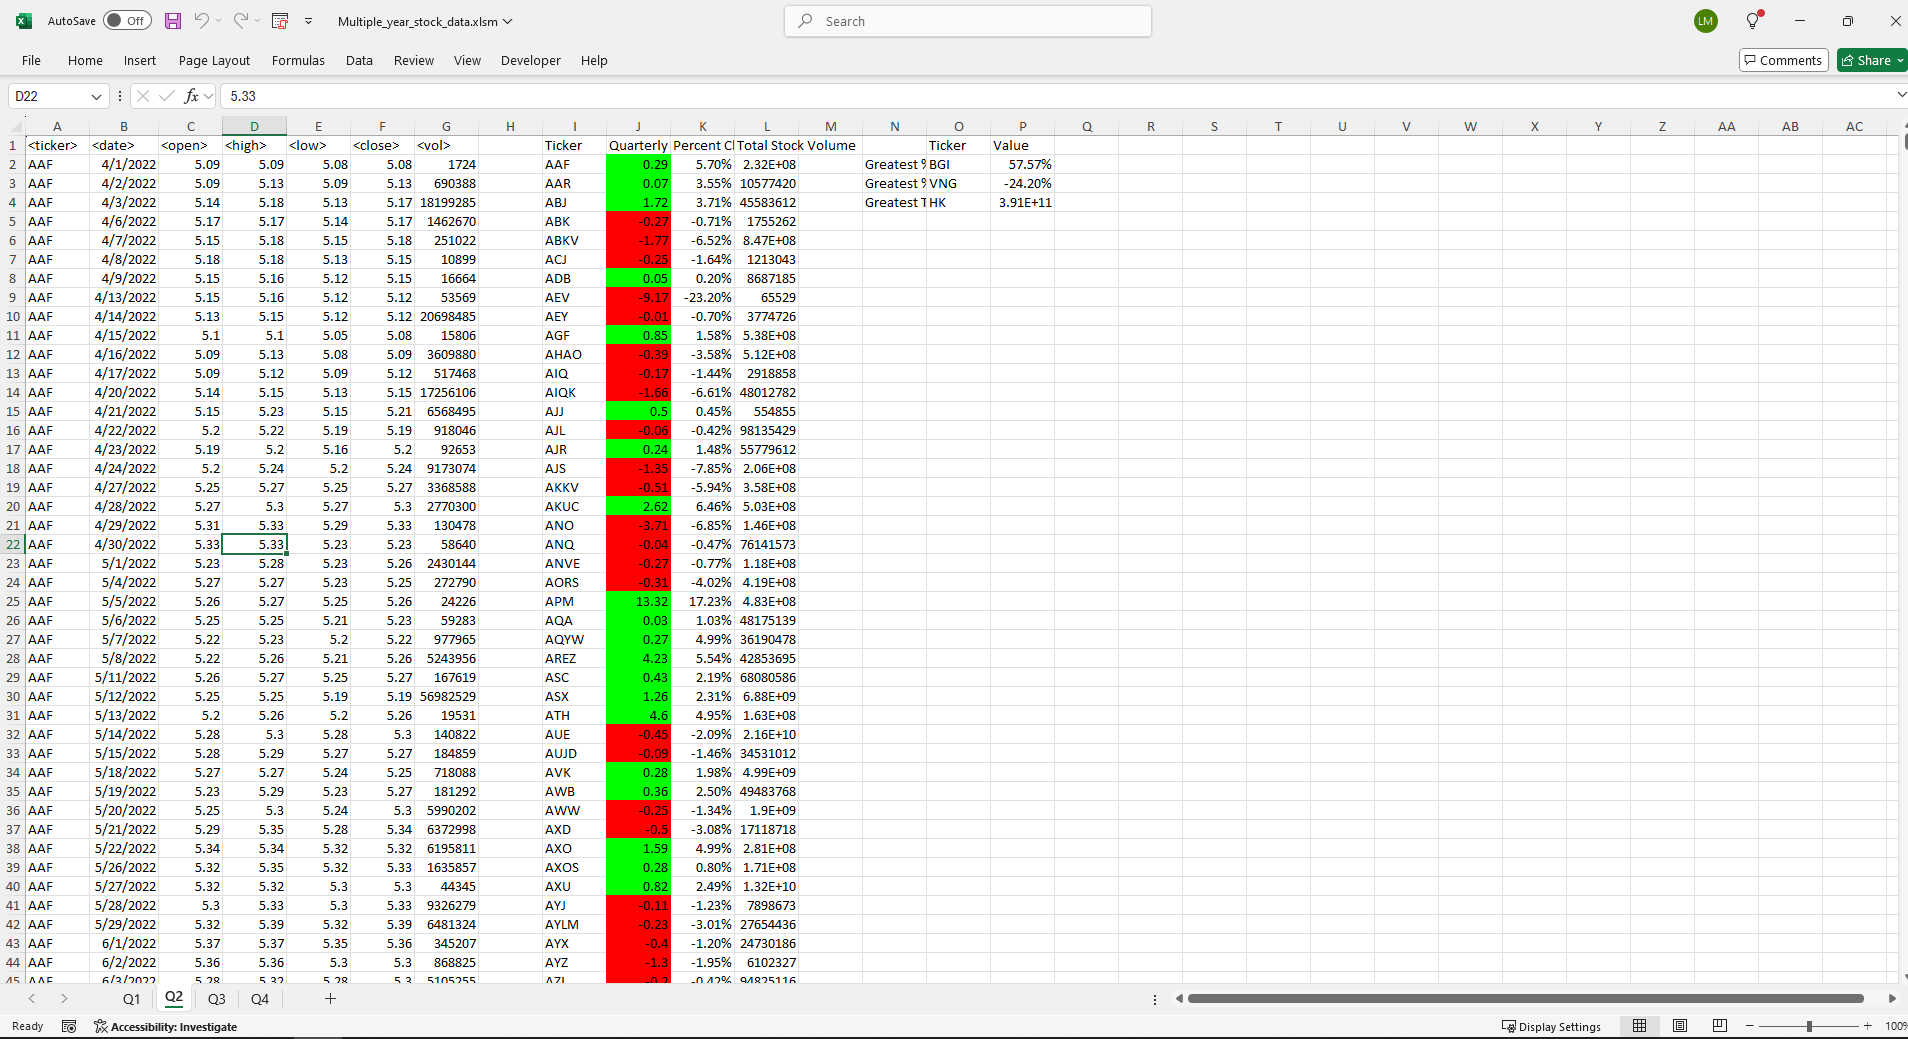 AutoSave Off Multiple_year_stock_data.xlsm Search LM
File Home Insert Page Layout Formulas Data Review View Developer Help Comments Share
D22 fx 5.33
A B C D E F G H I J K L M N O P Q R S T U V W X Y Z AA AB AC
1 <ticker> <date> <open> <high> <low> <close> <vol> Ticker Quarterly Percent Cl Total Stock Volume Ticker Value
2 AAF 4/1/2022 5.09 5.09 5.08 5.08 1724 AAF 0.29 5.70% 2.32E+08 Greatest % BGI 57.57%
3 AAF 4/2/2022 5.09 5.13 5.09 5.13 690388 AAR 0.07 3.55% 10577420 Greatest % VNG -24.20%
4 AAF 4/3/2022 5.14 5.18 5.13 5.17 18199285 ABJ 1.72 3.71% 45583612 Greatest T HK 3.91E+11
5 AAF 4/6/2022 5.17 5.17 5.14 5.17 1462670 ABK -0.27 -0.71% 1755262
6 AAF 4/7/2022 5.15 5.18 5.15 5.18 251022 ABKV -1.77 -6.52% 8.47E+08
7 AAF 4/8/2022 5.18 5.18 5.13 5.15 10899 ACJ -0.25 -1.64% 1213043
8 AAF 4/9/2022 5.15 5.16 5.12 5.12 16664 ADB 0.05 0.20% 8687185
9 AAF 4/13/2022 5.15 5.16 5.12 5.12 53569 AEV -9.17 -23.20% 65529
10 AAF 4/14/2022 5.13 5.15 5.12 5.12 20698485 AEY -0.01 -0.70% 3774726
11 AAF 4/15/2022 5.1 5.1 5.05 5.08 15806 AGF 0.85 1.58% 5.38E+08
12 AAF 4/16/2022 5.09 5.13 5.08 5.09 3609880 AHAO -0.39 -3.58% 5.12E+08
13 AAF 4/17/2022 5.09 5.12 5.09 5.12 517468 AIQ -0.17 -1.44% 2918858
14 AAF 4/20/2022 5.14 5.15 5.13 5.15 17256106 AIQK -1.66 -6.61% 48012782
15 AAF 4/21/2022 5.15 5.23 5.15 5.21 6568495 AJJ 0.5 0.45% 554855
16 AAF 4/22/2022 5.2 5.22 5.19 5.19 918046 AJL -0.06 -0.42% 98135429
17 AAF 4/23/2022 5.19 5.2 5.16 5.2 92653 AJR 0.24 1.48% 55779612
18 AAF 4/24/2022 5.2 5.24 5.2 5.24 9173074 AJS -1.35 -7.85% 2.06E+08
19 AAF 4/27/2022 5.25 5.27 5.25 5.27 3368588 AKKV -0.51 -5.94% 3.58E+08
20 AAF 4/28/2022 5.27 5.3 5.27 5.3 2770300 AKUC 2.62 6.46% 5.03E+08
21 AAF 4/29/2022 5.31 5.33 5.29 5.33 130478 ANO -3.71 -6.85% 1.46E+08
22 AAF 4/30/2022 5.33 5.33 5.23 5.23 58640 ANQ -0.04 -0.47% 76141573
23 AAF 5/1/2022 5.23 5.28 5.23 5.26 2430144 ANVE -0.27 -0.77% 1.18E+08
24 AAF 5/4/2022 5.27 5.27 5.23 5.25 272790 AORS -0.31 -4.02% 4.19E+08
25 AAF 5/5/2022 5.26 5.27 5.25 5.26 24226 APM 13.32 17.23% 4.83E+08
26 AAF 5/6/2022 5.25 5.25 5.21 5.23 59283 AQA 0.03 1.03% 48175139
27 AAF 5/7/2022 5.22 5.23 5.2 5.22 977965 AQYW 0.27 4.99% 36190478
28 AAF 5/8/2022 5.22 5.26 5.21 5.26 5243956 AREZ 4.23 5.54% 42853695
29 AAF 5/11/2022 5.26 5.27 5.25 5.27 167619 ASC 0.43 2.19% 68080586
30 AAF 5/12/2022 5.25 5.25 5.19 5.19 56982529 ASX 1.26 2.31% 6.88E+09
31 AAF 5/13/2022 5.2 5.26 5.2 5.26 19531 ATH 4.6 4.95% 1.63E+08
32 AAF 5/14/2022 5.28 5.3 5.28 5.3 140822 AUE -0.45 -2.09% 2.16E+10
33 AAF 5/15/2022 5.28 5.29 5.27 5.27 184859 AUJD -0.09 -1.46% 34531012
34 AAF 5/18/2022 5.27 5.27 5.24 5.25 718088 AVK 0.28 1.98% 4.99E+09
35 AAF 5/19/2022 5.23 5.29 5.23 5.27 181292 AWB 0.36 2.50% 49483768
36 AAF 5/20/2022 5.25 5.3 5.24 5.3 5990202 AWW -0.25 -1.34% 1.9E+09
37 AAF 5/21/2022 5.29 5.35 5.28 5.34 6372998 AXD -0.5 -3.08% 17118718
38 AAF 5/22/2022 5.34 5.34 5.32 5.32 6195811 AXO 1.59 4.99% 2.81E+08
39 AAF 5/26/2022 5.32 5.35 5.32 5.33 1635857 AXOS 0.28 0.80% 1.71E+08
40 AAF 5/27/2022 5.32 5.32 5.3 5.3 44345 AXU 0.82 2.49% 1.32E+10
41 AAF 5/28/2022 5.3 5.33 5.3 5.33 9326279 AYJ -0.11 -1.23% 7898673
42 AAF 5/29/2022 5.32 5.39 5.32 5.39 6481324 AYLM -0.23 -3.01% 27654436
43 AAF 6/1/2022 5.37 5.37 5.35 5.36 345207 AYX -0.4 -1.20% 24730186
44 AAF 6/2/2022 5.36 5.36 5.3 5.3 868825 AYZ -1.3 -1.95% 6102327
45 AAF 6/3/2022 5.28 5.32 5.28 5.3 5105255 AZL -0.2 -0.42% 94825116
Q1 Q2 Q3 Q4
Ready Accessibility: Investigate Display Settings 100%